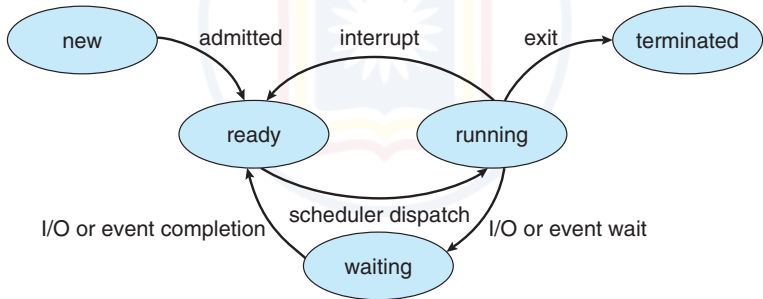 new
admitted
interrupt
exit
terminated
ready
running
scheduler dispatch
I/O or event completion
I/O or event wait
waiting